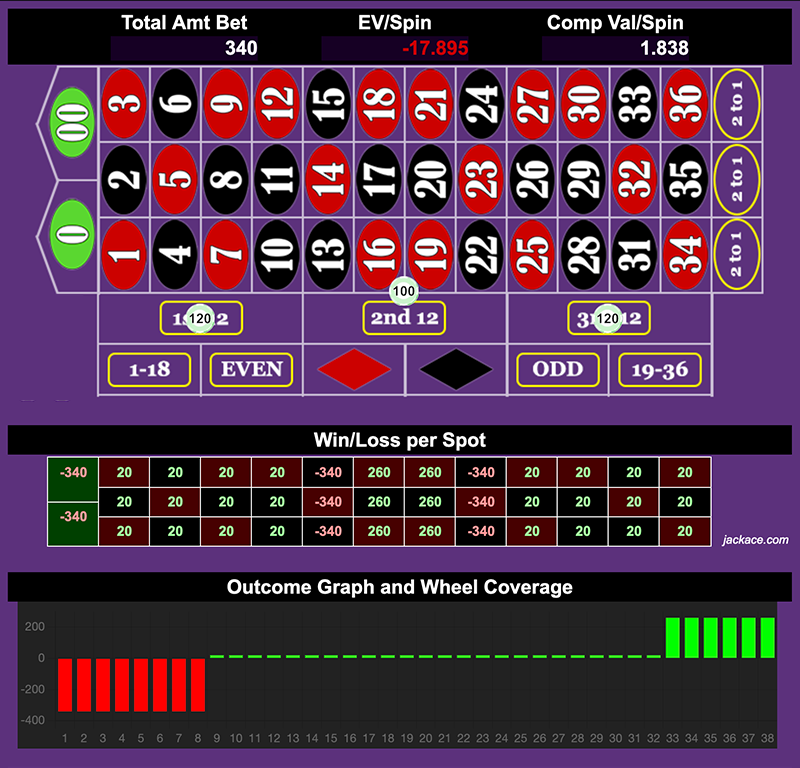 Total Amt Bet EV/Spin Comp Val/Spin
340 -17.895 1.838
00 3 6 9 12 15 18 21 24 27 30 33 36 2 to 1
2 5 8 11 14 17 20 23 26 29 32 35 2 to 1
0 1 4 7 10 13 16 19 22 25 28 31 34 2 to 1
100
120 2nd 12 120
1-18 EVEN ODD 19-36
Win/Loss per Spot
-340 20 20 20 20 -340 260 260 -340 20 20 20 20
20 20 20 20 -340 260 260 -340 20 20 20 20
-340 20 20 20 20 -340 260 260 -340 20 20 20 20
jackace.com
Outcome Graph and Wheel Coverage
200
0
-200
-400
1 2 3 4 5 6 7 8 9 10 11 12 13 14 15 16 17 18 19 20 21 22 23 24 25 26 27 28 29 30 31 32 33 34 35 36 37 38